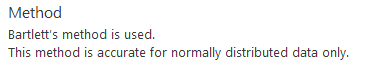 Method
Bartlett's method is used.
This method is accurate for normally distributed data only.